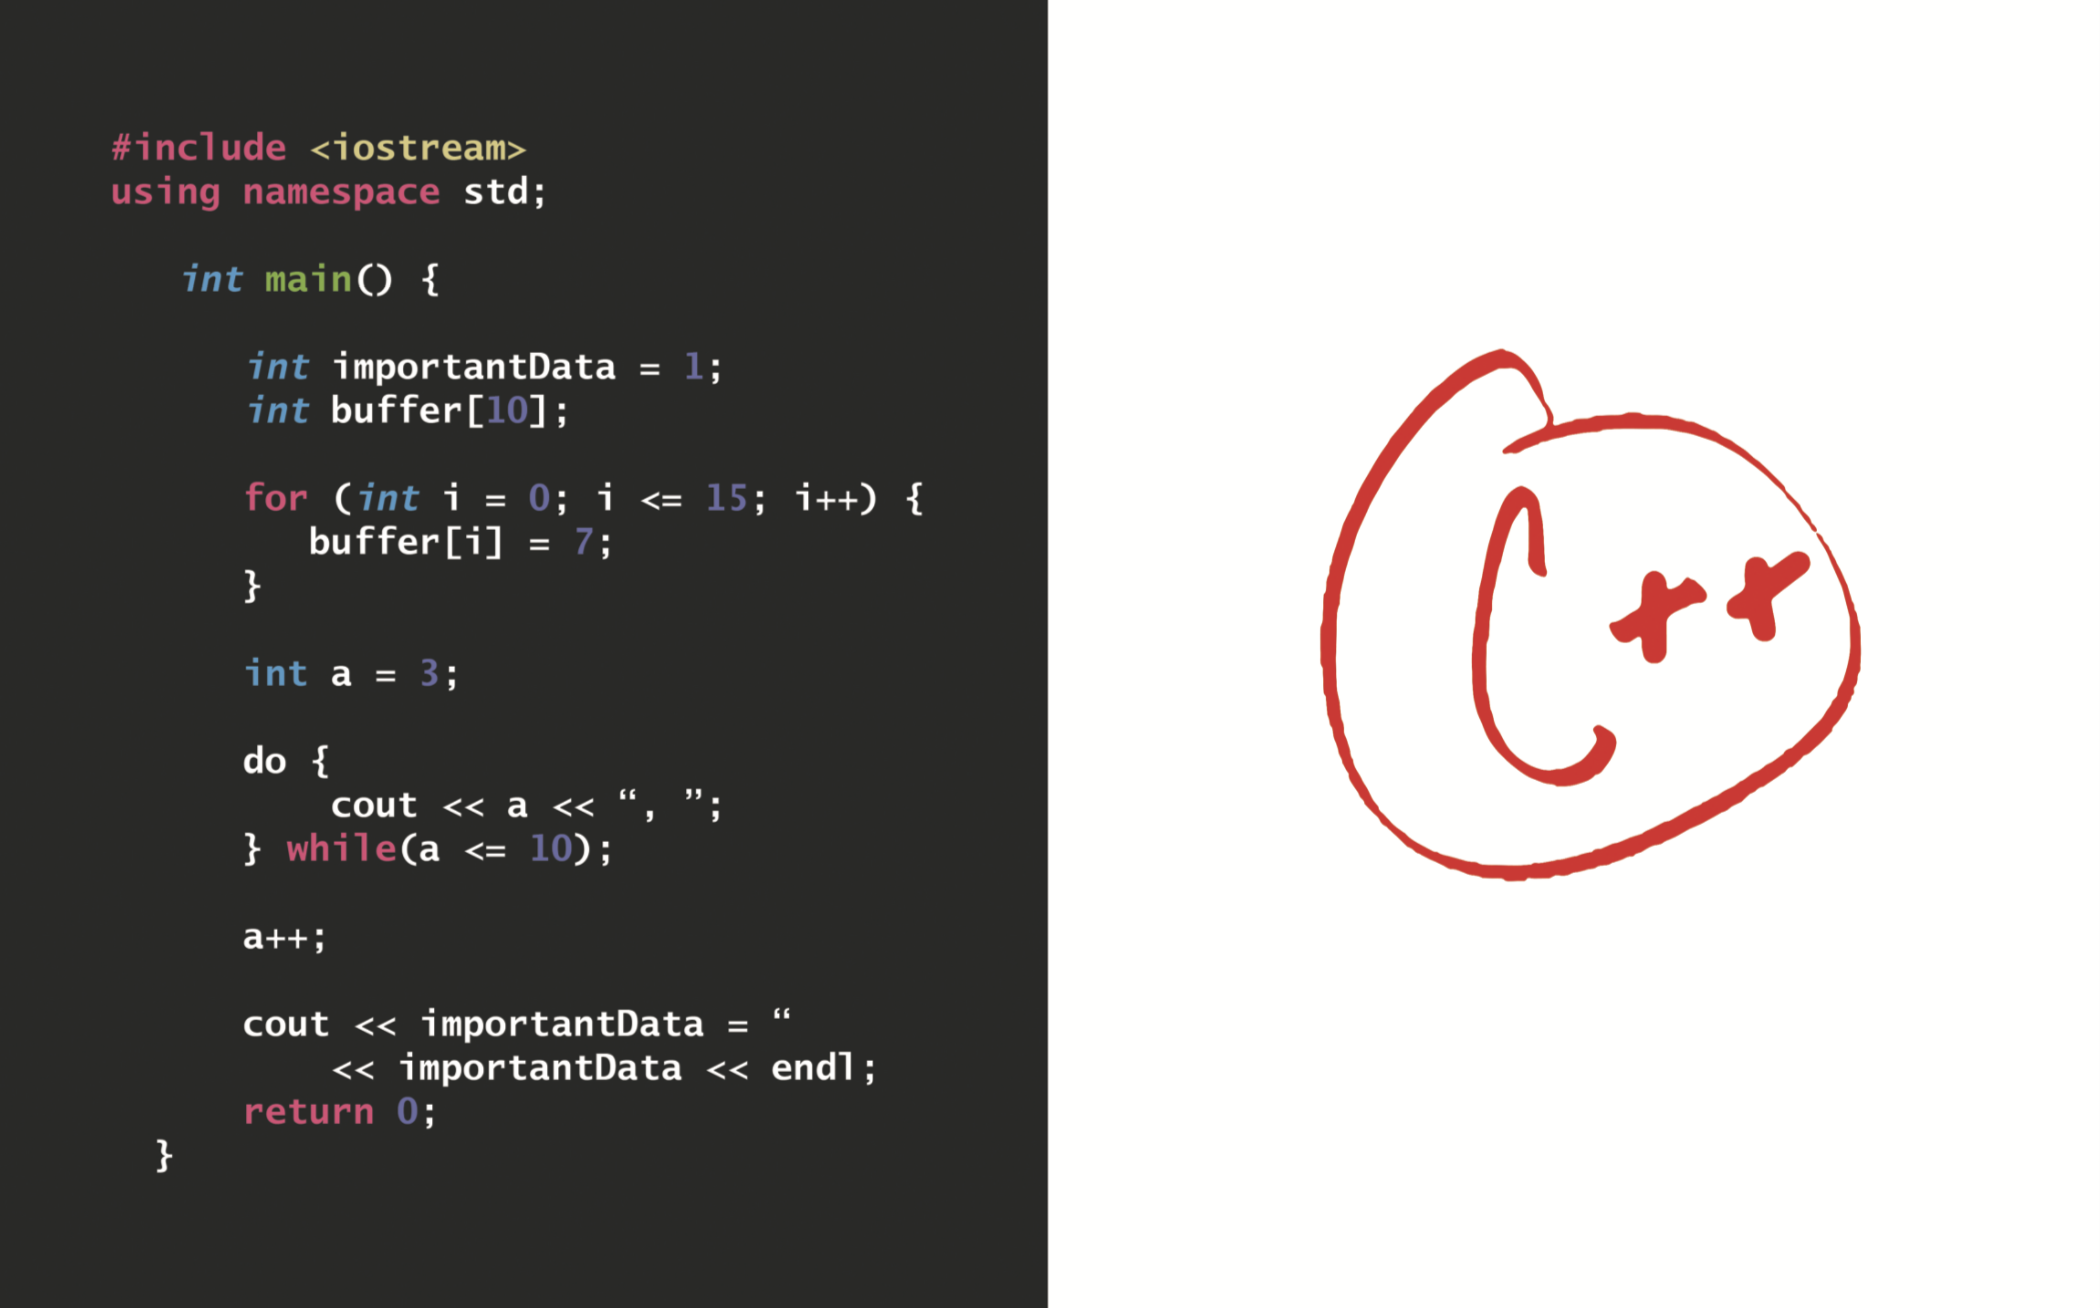 #include <iostream>
using namespace std;
int main() {
int importantData = 1;
int buffer[10];
for (int i = 0; i <= 15; i++) {
buffer[i] = 7;
}
int a = 3;
do {
cout << a << “, ”;
} while(a <= 10);
a++;
cout << importantData = “
<< importantData << endl;
return 0;
}
C++